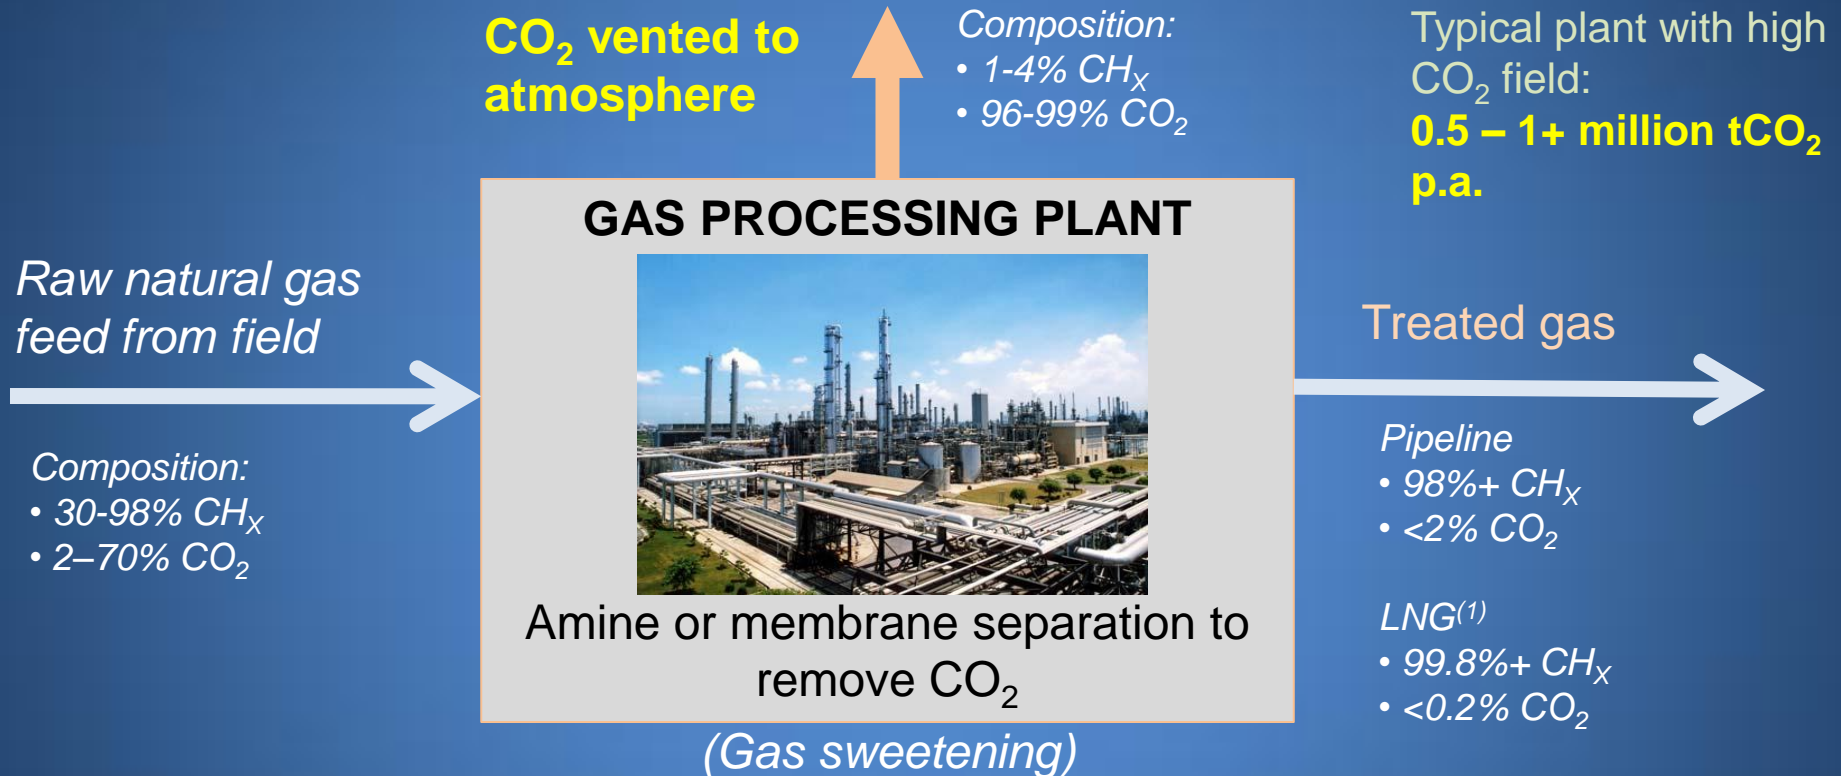 CO₂ vented to
atmosphere
Composition:
• 1-4% CHₓ
• 96-99% CO₂
Typical plant with high
CO₂ field:
0.5 – 1+ million tCO₂
p.a.
Raw natural gas
feed from field
Composition:
• 30-98% CHₓ
• 2–70% CO₂
GAS PROCESSING PLANT
Amine or membrane separation to
remove CO₂
(Gas sweetening)
Treated gas
Pipeline
• 98%+ CHₓ
• <2% CO₂
LNG⁽¹⁾
• 99.8%+ CHₓ
• <0.2% CO₂